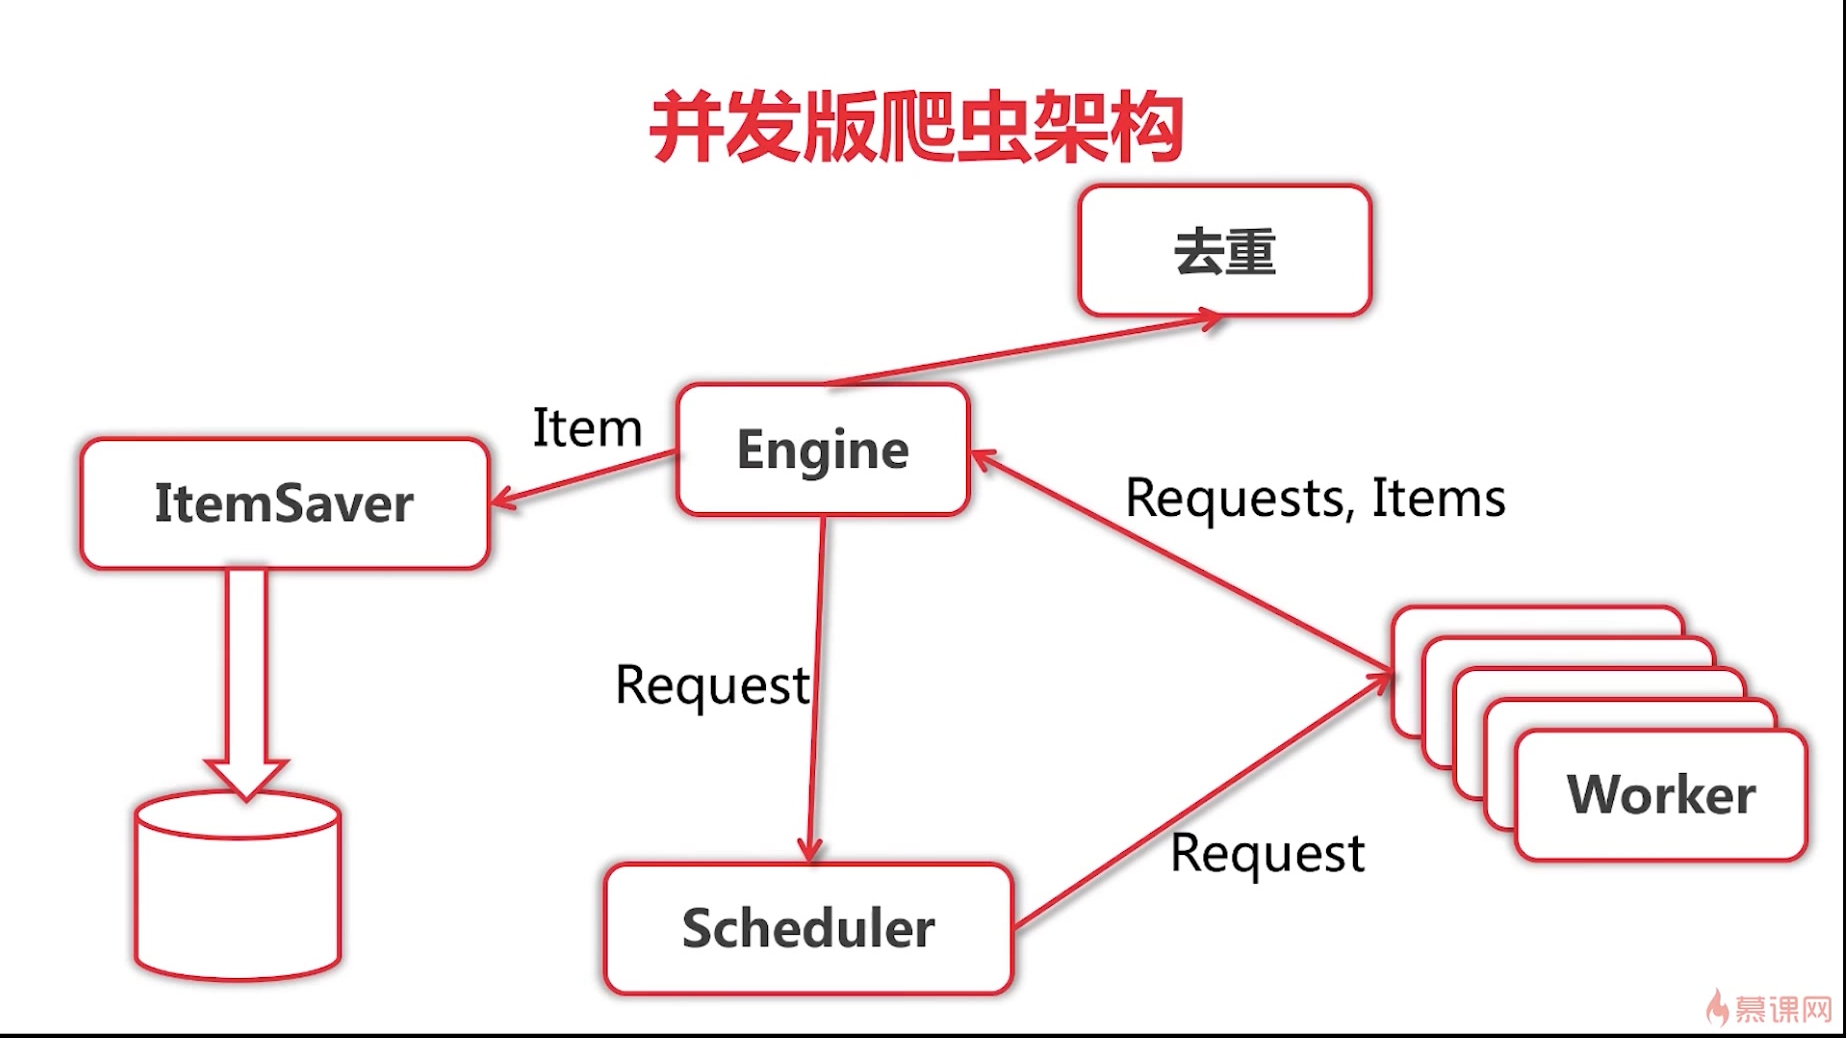 并发版爬虫架构
去重
Item
Engine
ItemSaver
Requests, Items
Request
Worker
Request
Scheduler
慕课网